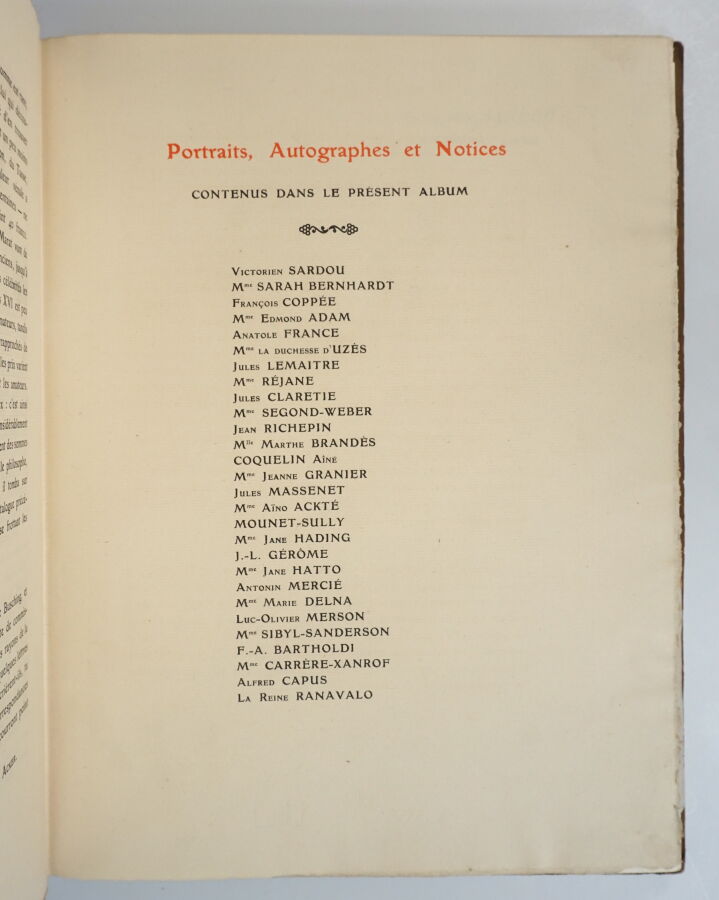 Portraits, Autographes et Notices
CONTENUS DANS LE PRÉSENT ALBUM
VICTORIEN SARDOU
Mme SARAH BERNHARDT
FRANÇOIS COPPÉE
Mme EDMOND ADAM
ANATOLE FRANCE
Mme LA DUCHESSE D'UZÈS
JULES LEMAITRE
Mme RÉJANE
JULES CLARETIE
Mme SEGOND-WEBER
JEAN RICHEPIN
Mlle MARTHE BRANDÈS
COQUELIN AÎNÉ
Mme JEANNE GRANIER
JULES MASSENET
Mme AÏNO ACKTÉ
MOUNET-SULLY
Mme JANE HADING
J.-L. GÉRÔME
Mme JANE HATTO
ANTONIN MERCIÉ
Mme MARIE DELNA
LUC-OLIVIER MERSON
Mme SIBYL-SANDERSON
F.-A. BARTHOLDI
Mme CARRÈRE-XANROF
ALFRED CAPUS
LA REINE RANAVALO